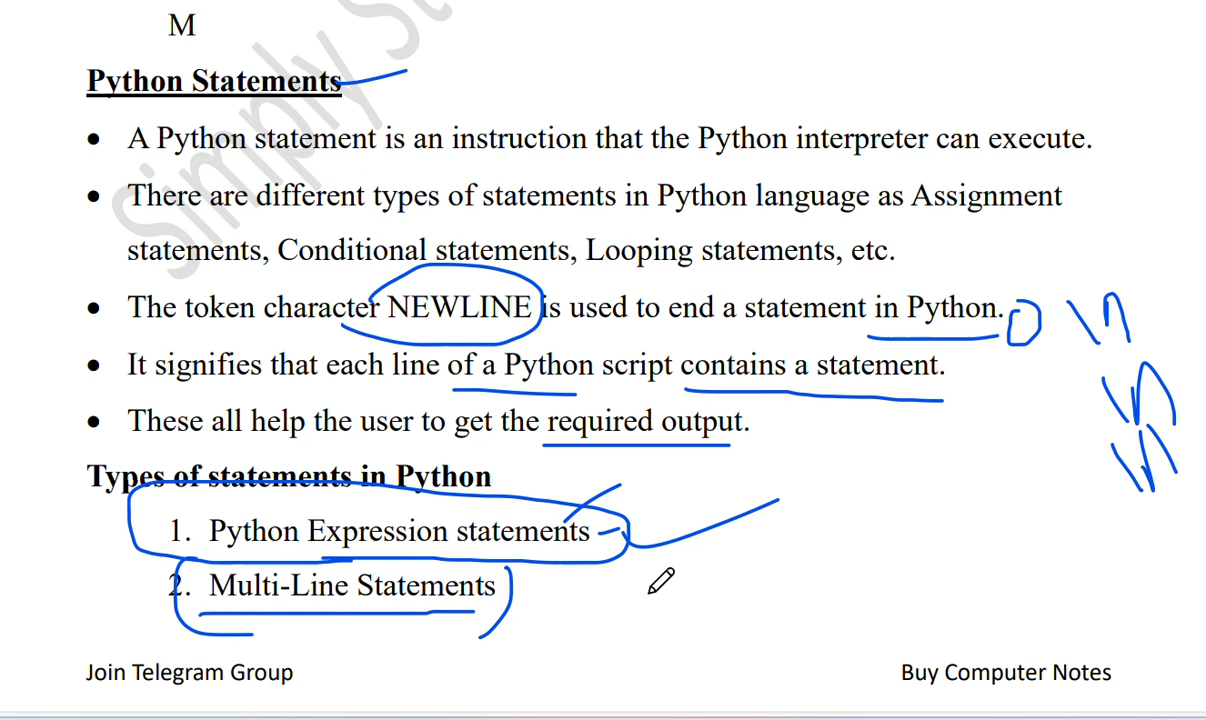 M
Python Statements
• A Python statement is an instruction that the Python interpreter can execute.
• There are different types of statements in Python language as Assignment
statements, Conditional statements, Looping statements, etc.
• The token character NEWLINE is used to end a statement in Python.
• It signifies that each line of a Python script contains a statement.
• These all help the user to get the required output.
Types of statements in Python
1. Python Expression statements
2. Multi-Line Statements
Join Telegram Group Buy Computer Notes